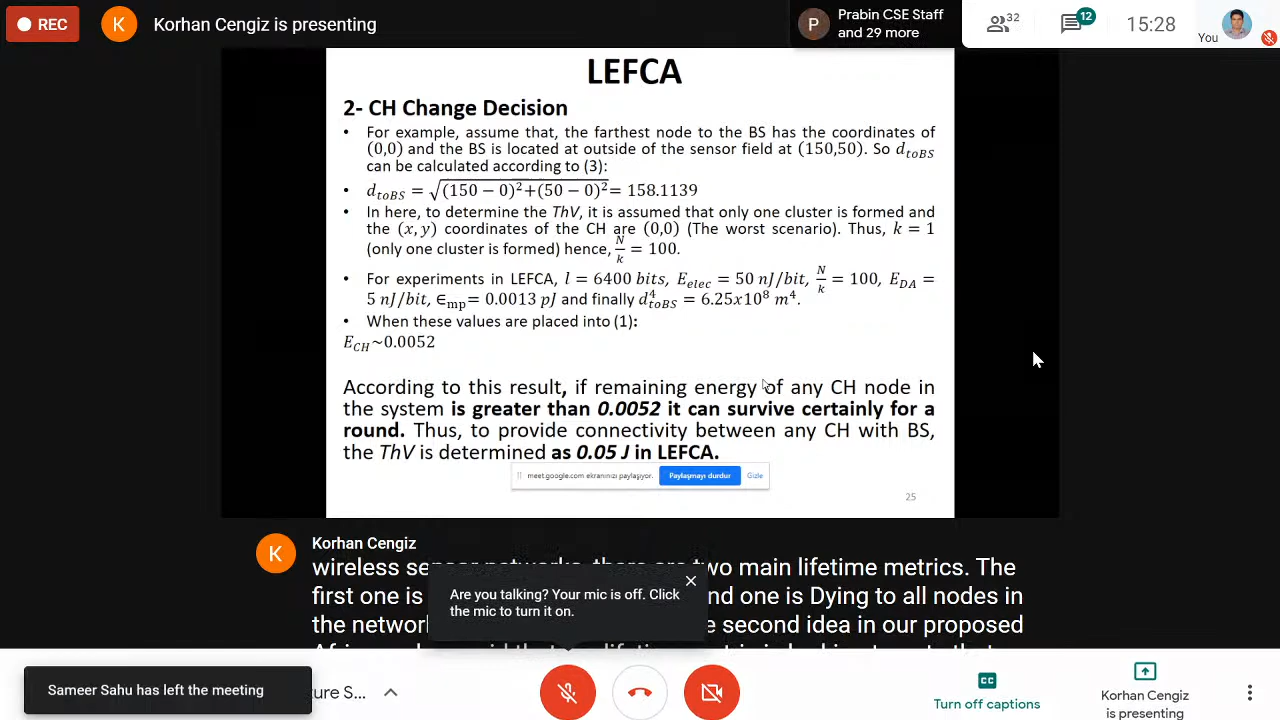 REC
K
Korhan Cengiz is presenting
P
Prabin CSE Staff
and 29 more
32
12
15:28
You
LEFCA
2- CH Change Decision
• For example, assume that, the farthest node to the BS has the coordinates of
(0,0) and the BS is located at outside of the sensor field at (150,50). So d_toBS
can be calculated according to (3):
• d_toBS = √(150 − 0)²+(50 − 0)²= 158.1139
• In here, to determine the ThV, it is assumed that only one cluster is formed and
the (x, y) coordinates of the CH are (0,0) (The worst scenario). Thus, k = 1
(only one cluster is formed) hence, N/k = 100.
• For experiments in LEFCA, l = 6400 bits, E_elec = 50 nJ/bit, N/k = 100, E_DA =
5 nJ/bit, ∈_mp= 0.0013 pJ and finally d⁴_toBS = 6.25x10⁸ m⁴.
• When these values are placed into (1):
E_CH~0.0052
According to this result, if remaining energy of any CH node in
the system is greater than 0.0052 it can survive certainly for a
round. Thus, to provide connectivity between any CH with BS,
the ThV is determined as 0.05 J in LEFCA.
meet.google.com ekranınızı paylaşıyor.
Paylaşmayı durdur
Gizle
25
K
Korhan Cengiz
wireless sensor networks, there are two main lifetime metrics. The
first one is nd one is Dying to all nodes in
the network e second idea in our proposed
Are you talking? Your mic is off. Click
the mic to turn it on.
Sameer Sahu has left the meeting
ture S...
CC
Turn off captions
Korhan Cengiz
is presenting